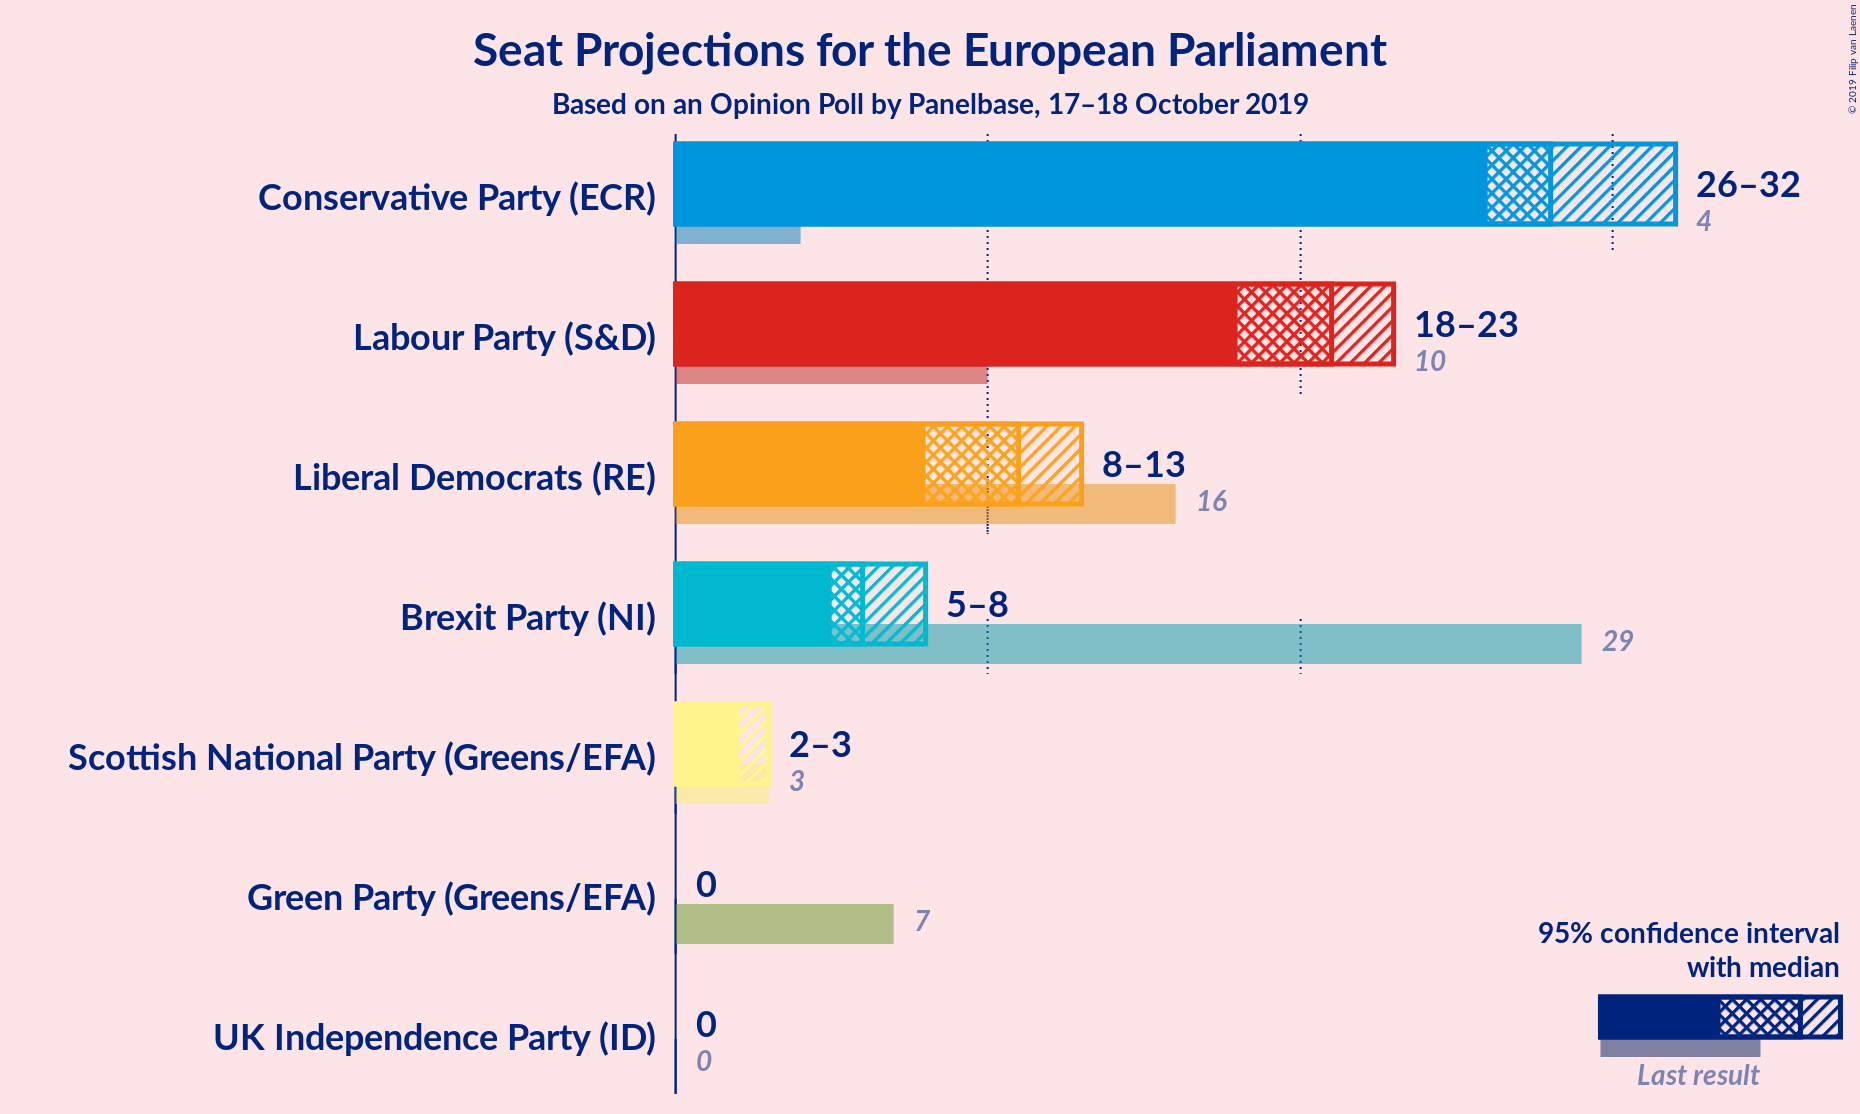 Seat Projections for the European Parliament
Based on an Opinion Poll by Panelbase, 17–18 October 2019
© 2019 Filip van Laenen
Conservative Party (ECR)
26–32
4
Labour Party (S&D)
18–23
10
Liberal Democrats (RE)
8–13
16
Brexit Party (NI)
5–8
29
Scottish National Party (Greens/EFA)
2–3
3
Green Party (Greens/EFA)
0
7
UK Independence Party (ID)
0
0
95% confidence interval
with median
Last result